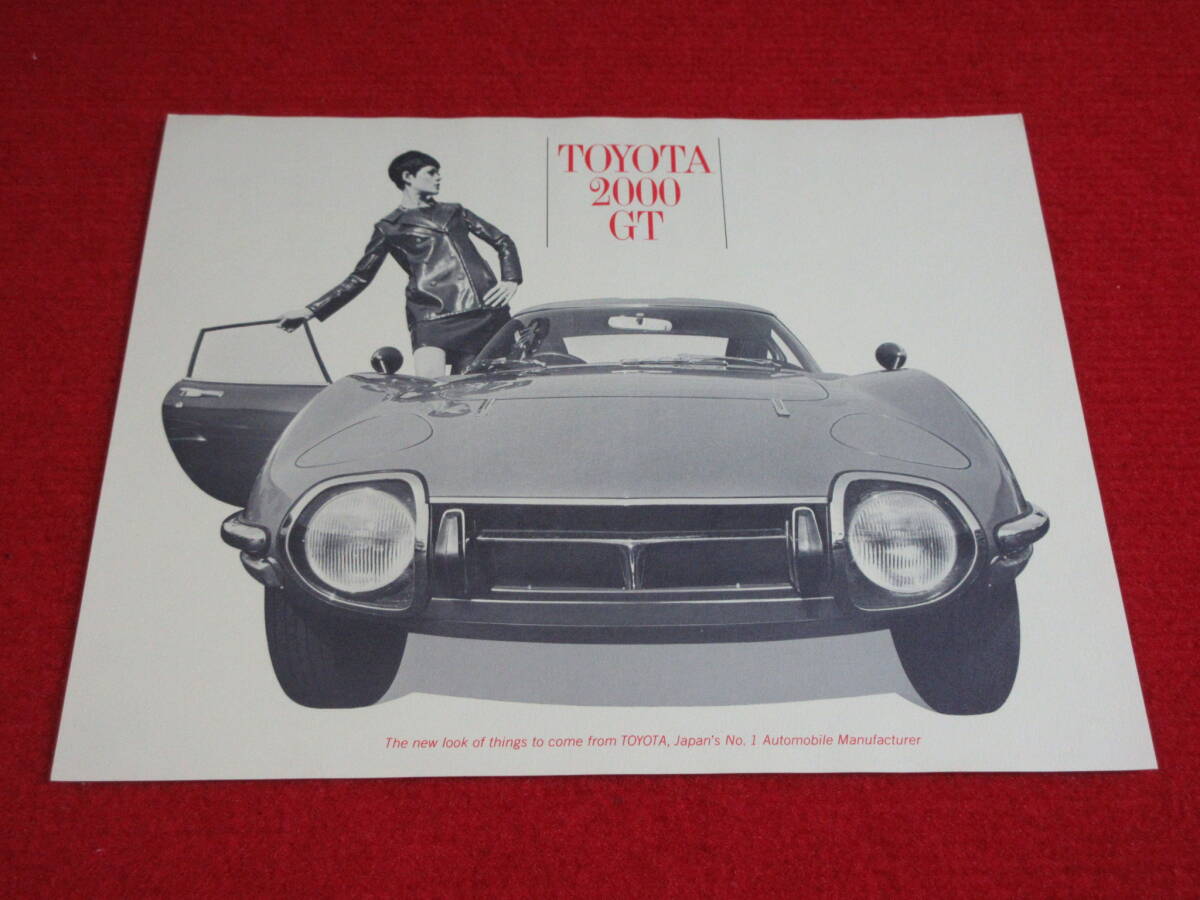 TOYOTA
2000
GT
The new look of things to come from TOYOTA, Japan's No. 1 Automobile Manufacturer